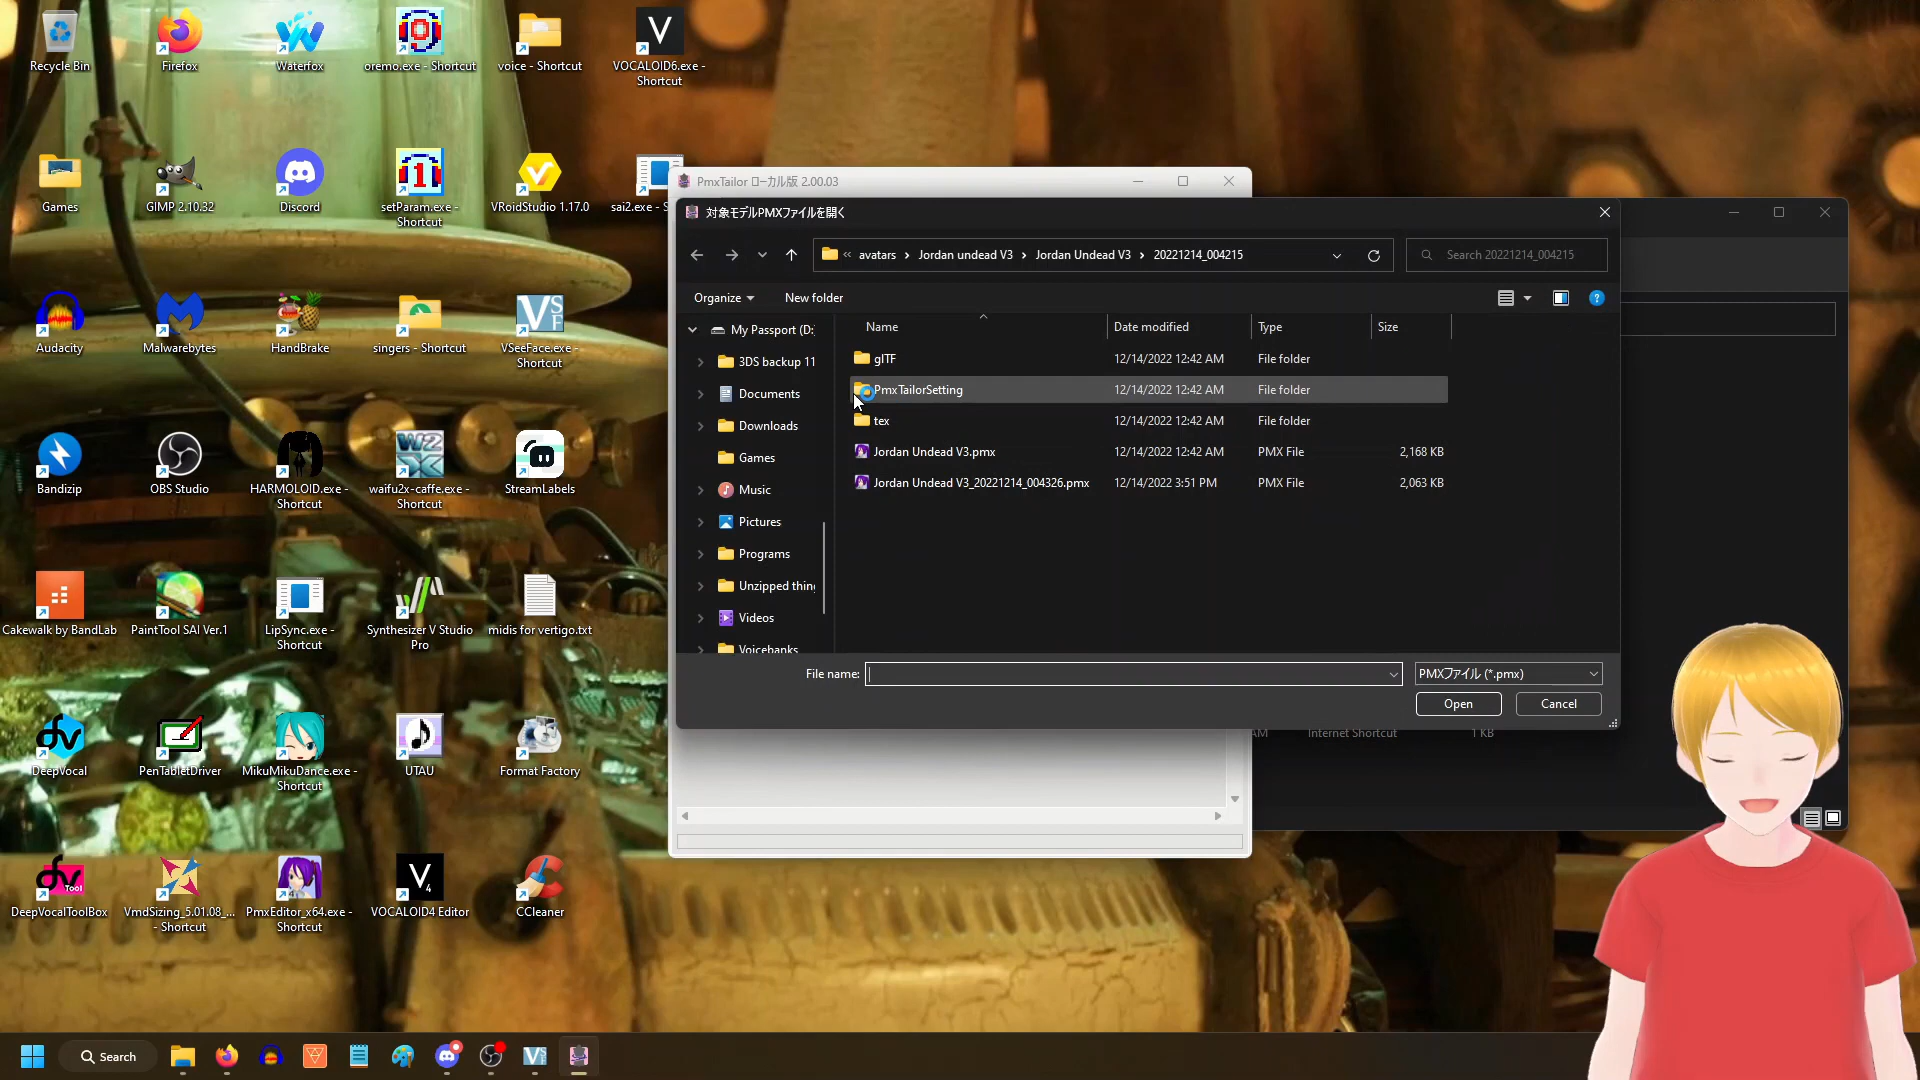 Recycle Bin
Firefox
Waterfox
oremo.exe - Shortcut
voice - Shortcut
VOCALOID6.exe -
Shortcut
Games
GIMP 2.10.32
Discord
setParam.exe -
Shortcut
VRoidStudio 1.17.0
sai2.exe - S
Audacity
Malwarebytes
HandBrake
singers - Shortcut
VSeeFace.exe -
Shortcut
Bandizip
OBS Studio
HARMOLOID.exe -
Shortcut
waifu2x-caffe.exe -
Shortcut
StreamLabels
Cakewalk by BandLab
PaintTool SAI Ver.1
LipSync.exe -
Shortcut
Synthesizer V Studio
Pro
midis for vertigo.txt
DeepVocal
PenTabletDriver
MikuMikuDance.exe -
Shortcut
UTAU
Format Factory
DeepVocalToolBox
VmdSizing_5.01.08_...
- Shortcut
PmxEditor_x64.exe -
Shortcut
VOCALOID4 Editor
CCleaner
PmxTailor ローカル版 2.00.03
対象モデルPMXファイルを開く
« avatars › Jordan undead V3 › Jordan Undead V3 › 20221214_004215
Search 20221214_004215
Organize
New folder
Name
Date modified
Type
Size
My Passport (D:)
3DS backup 11
Documents
Downloads
Games
Music
Pictures
Programs
Unzipped thing
Videos
Voicebanks
glTF 12/14/2022 12:42 AM File folder
PmxTailorSetting 12/14/2022 12:42 AM File folder
tex 12/14/2022 12:42 AM File folder
Jordan Undead V3.pmx 12/14/2022 12:42 AM PMX File 2,168 KB
Jordan Undead V3_20221214_004326.pmx 12/14/2022 3:51 PM PMX File 2,063 KB
File name:
PMXファイル (*.pmx)
Open
Cancel
AM Internet Shortcut 1 KB
Search